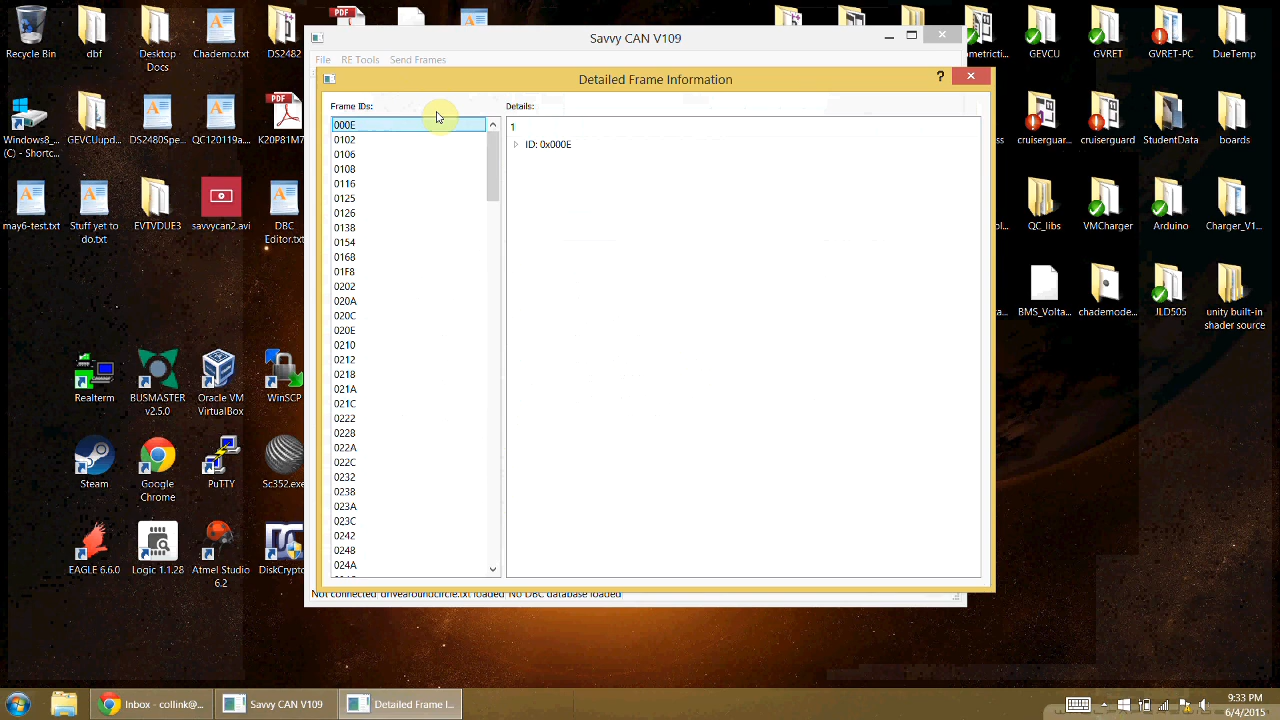 Recycle Bin
dbf
Desktop Docs
Chademo.txt
DS2482
Windows8_... (C) - Shortc...
GEVCUupd...
DS2480Spe...
QC120119a...
K20P81M7
may6-test.txt
Stuff yet to do.txt
EVTVDUE3
savvycan2.avi
DBC Editor.txt
Realterm
BUSMASTER v2.5.0
Oracle VM VirtualBox
WinSCP
Steam
Google Chrome
PuTTY
Sc352.exe
EAGLE 6.6.0
Logic 1.1.28
Atmel Studio 6.2
DiskCrypto
Savvy CAN V109
File
RE Tools
Send Frames
Detailed Frame Information
?
Frame IDs:
Details:
000E
0102
0106
0108
0116
0125
0126
0138
0154
0168
01F8
0202
020A
020C
020E
0210
0212
0218
021A
021C
0222
0228
022A
022C
0232
0238
023A
023C
0242
0248
024A
1
ID: 0x000E
Not connected
drivearoundcircle.txt loaded
No DBC database loaded
GEVCU
GVRET
GVRET-PC
DueTemp
cruiserguar...
cruiserguard
StudentData
boards
QC_libs
VMCharger
Arduino
Charger_V1...
BMS_Volta...
chademode...
JLD505
unity built-in shader source
Inbox - collink@...
Savvy CAN V109
Detailed Frame I...
9:33 PM
6/4/2015